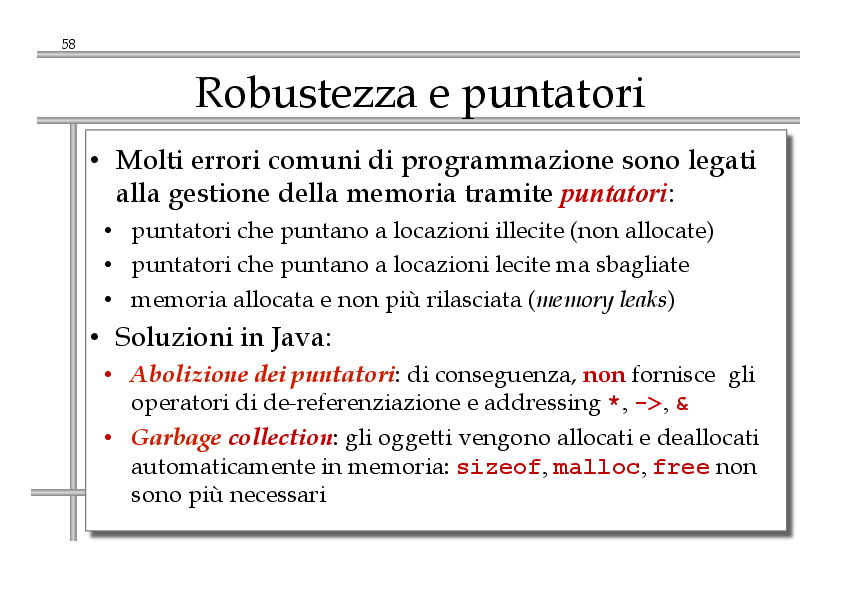 58
Robustezza e puntatori
• Molti errori comuni di programmazione sono legati
alla gestione della memoria tramite puntatori:
• puntatori che puntano a locazioni illecite (non allocate)
• puntatori che puntano a locazioni lecite ma sbagliate
• memoria allocata e non più rilasciata (memory leaks)
• Soluzioni in Java:
• Abolizione dei puntatori: di conseguenza, non fornisce gli
operatori di de-referenziazione e addressing *, ->, &
• Garbage collection: gli oggetti vengono allocati e deallocati
automaticamente in memoria: sizeof, malloc, free non
sono più necessari